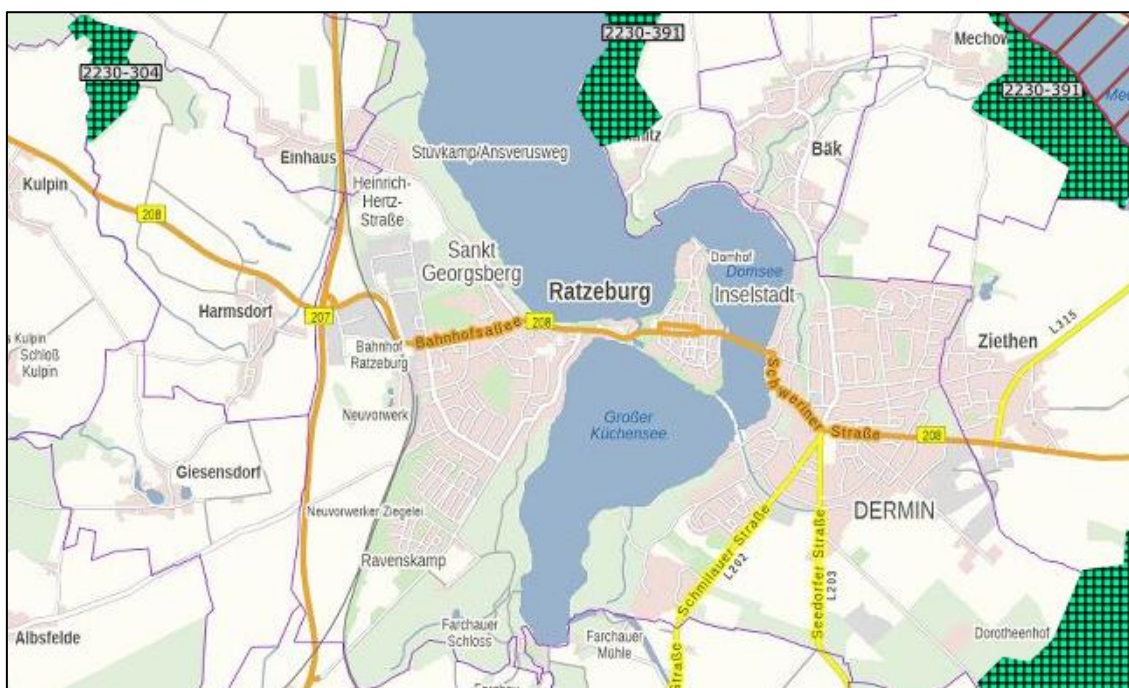 2230-391
Mechow
2230-304
2230-391
Einhaus
Stüvkamp/Ansverusweg
Bäk
Kulpin
Heinrich-
Hertz-
Straße
208
Sankt
Georgsberg
Domhof
Domsee
Ratzeburg
Inselstadt
Harmsdorf
207
Bahnhofsallee
208
L315
Ziethen
Kulpin
Schloß
Kulpin
Bahnhof
Ratzeburg
Neuvorwerk
Großer
Küchensee
Schweriner Straße
208
Giesensdorf
Neuvorwerker Ziegelei
DERMIN
Ravenskamp
Schmilauer Straße
L202
Seedorfer Straße
L203
Albsfelde
Farchauer
Schloss
Farchauer
Mühle
Dorotheenhof
Straße